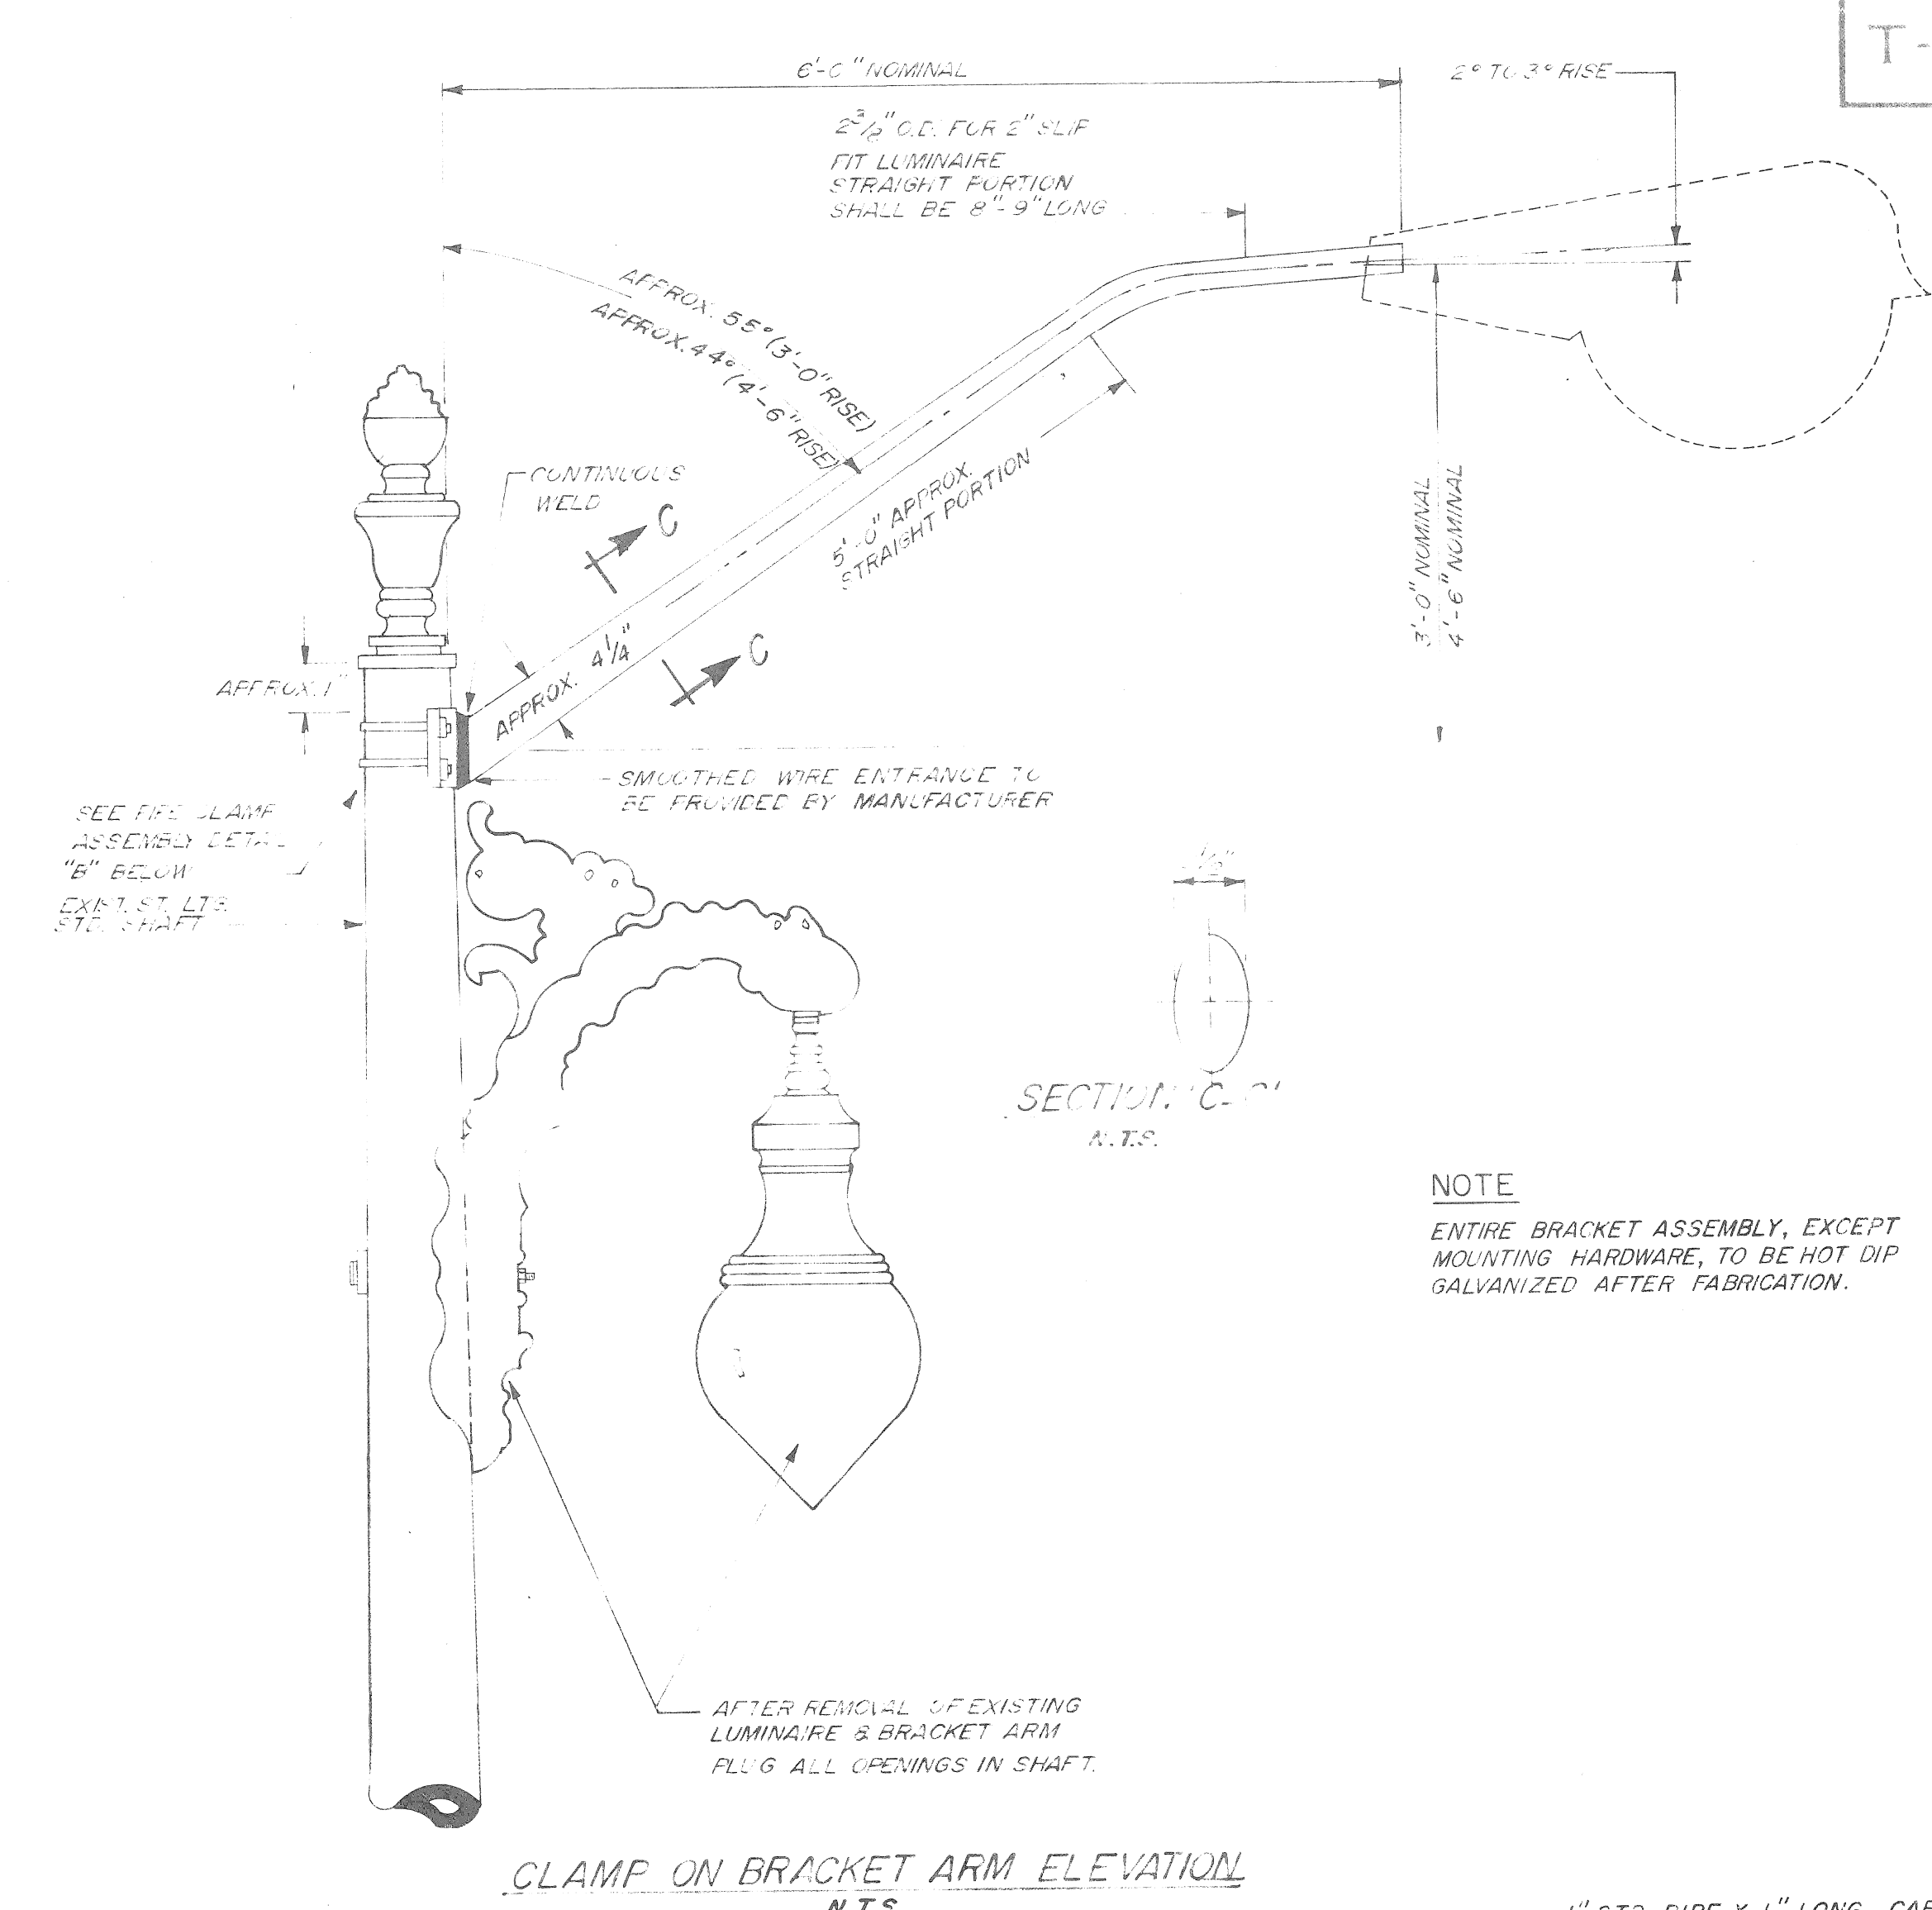 T-
6'-0" NOMINAL
2° TO 3° RISE
O.D. FOR 2" SLIP
FIT LUMINAIRE
STRAIGHT PORTION
SHALL BE 8"-9" LONG
APPROX. 55° (3'-0" RISE)
APPROX. 44° (4'-6" RISE)
CONTINUOUS
WELD
C
5'-0" APPROX.
STRAIGHT PORTION
3'-0" NOMINAL
4'-6" NOMINAL
C
APPROX. 4 1/4"
APPROX. 1"
SMOOTHED WIRE ENTRANCE TO
BE PROVIDED BY MANUFACTURER
SEE PIPE CLAMP
ASSEMBLY DETAIL
"B" BELOW
EXIST. ST. LTG.
STD. SHAFT
SECTION 'C-C'
N.T.S.
NOTE
ENTIRE BRACKET ASSEMBLY, EXCEPT
MOUNTING HARDWARE, TO BE HOT DIP
GALVANIZED AFTER FABRICATION.
AFTER REMOVAL OF EXISTING
LUMINAIRE & BRACKET ARM
PLUG ALL OPENINGS IN SHAFT.
CLAMP ON BRACKET ARM ELEVATION
N.T.S.
PIPE X 1" LONG